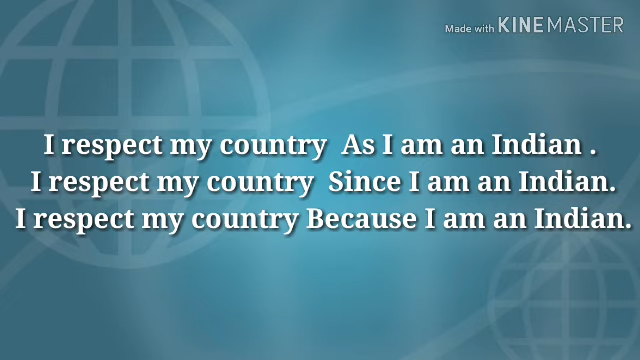 Made with KINEMASTER
I respect my country As I am an Indian .
I respect my country Since I am an Indian.
I respect my country Because I am an Indian.